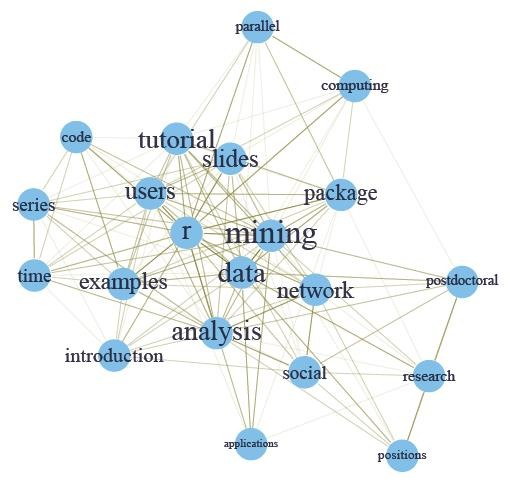 parallel
computing
code
tutorial
slides
users
package
series
r
mining
time
examples
data
network
postdoctoral
analysis
introduction
social
research
applications
positions